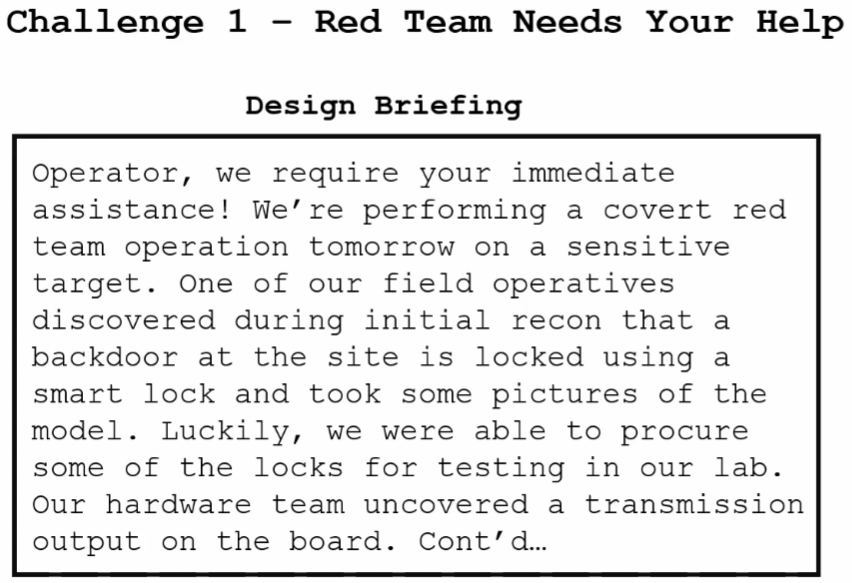 Challenge 1 – Red Team Needs Your Help
Design Briefing
Operator, we require your immediate
assistance! We’re performing a covert red
team operation tomorrow on a sensitive
target. One of our field operatives
discovered during initial recon that a
backdoor at the site is locked using a
smart lock and took some pictures of the
model. Luckily, we were able to procure
some of the locks for testing in our lab.
Our hardware team uncovered a transmission
output on the board. Cont’d…